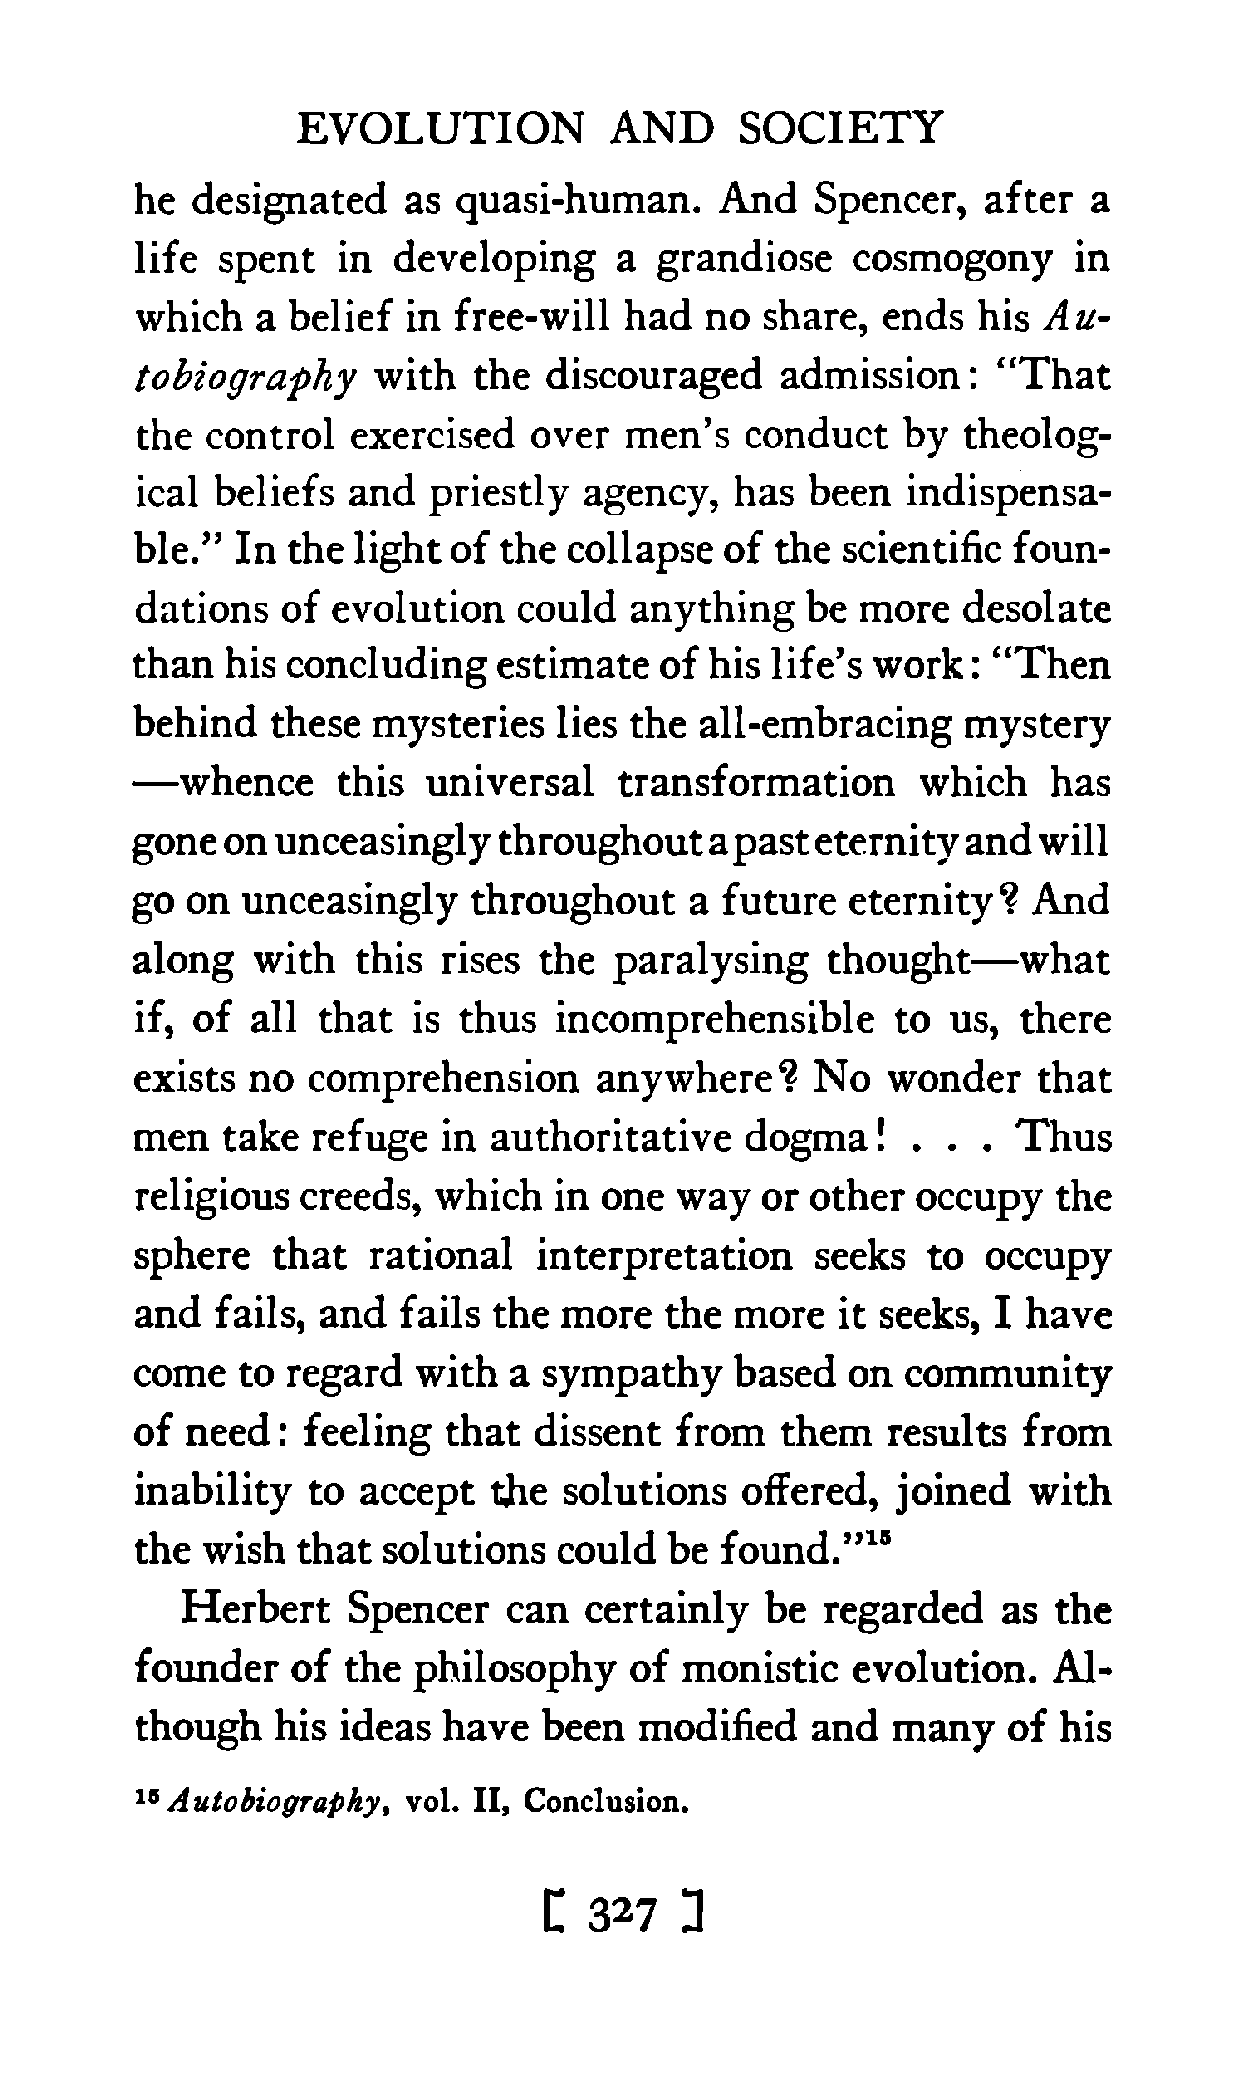 EVOLUTION AND SOCIETY
he designated as quasi-human. And Spencer, after a
life spent in developing a grandiose cosmogony in
which a belief in free-will had no share, ends his Au-
tobiography with the discouraged admission: "That
the control exercised over men's conduct by theolog-
ical beliefs and priestly agency, has been indispensa-
ble." In the light of the collapse of the scientific foun-
dations of evolution could anything be more desolate
than his concluding estimate of his life's work: "Then
behind these mysteries lies the all-embracing mystery
—whence this universal transformation which has
gone on unceasingly throughout a past eternity and will
go on unceasingly throughout a future eternity? And
along with this rises the paralysing thought—what
if, of all that is thus incomprehensible to us, there
exists no comprehension anywhere? No wonder that
men take refuge in authoritative dogma! . . . Thus
religious creeds, which in one way or other occupy the
sphere that rational interpretation seeks to occupy
and fails, and fails the more the more it seeks, I have
come to regard with a sympathy based on community
of need: feeling that dissent from them results from
inability to accept the solutions offered, joined with
the wish that solutions could be found."¹⁵
Herbert Spencer can certainly be regarded as the
founder of the philosophy of monistic evolution. Al-
though his ideas have been modified and many of his
¹⁵ Autobiography, vol. II, Conclusion.
[ 327 ]